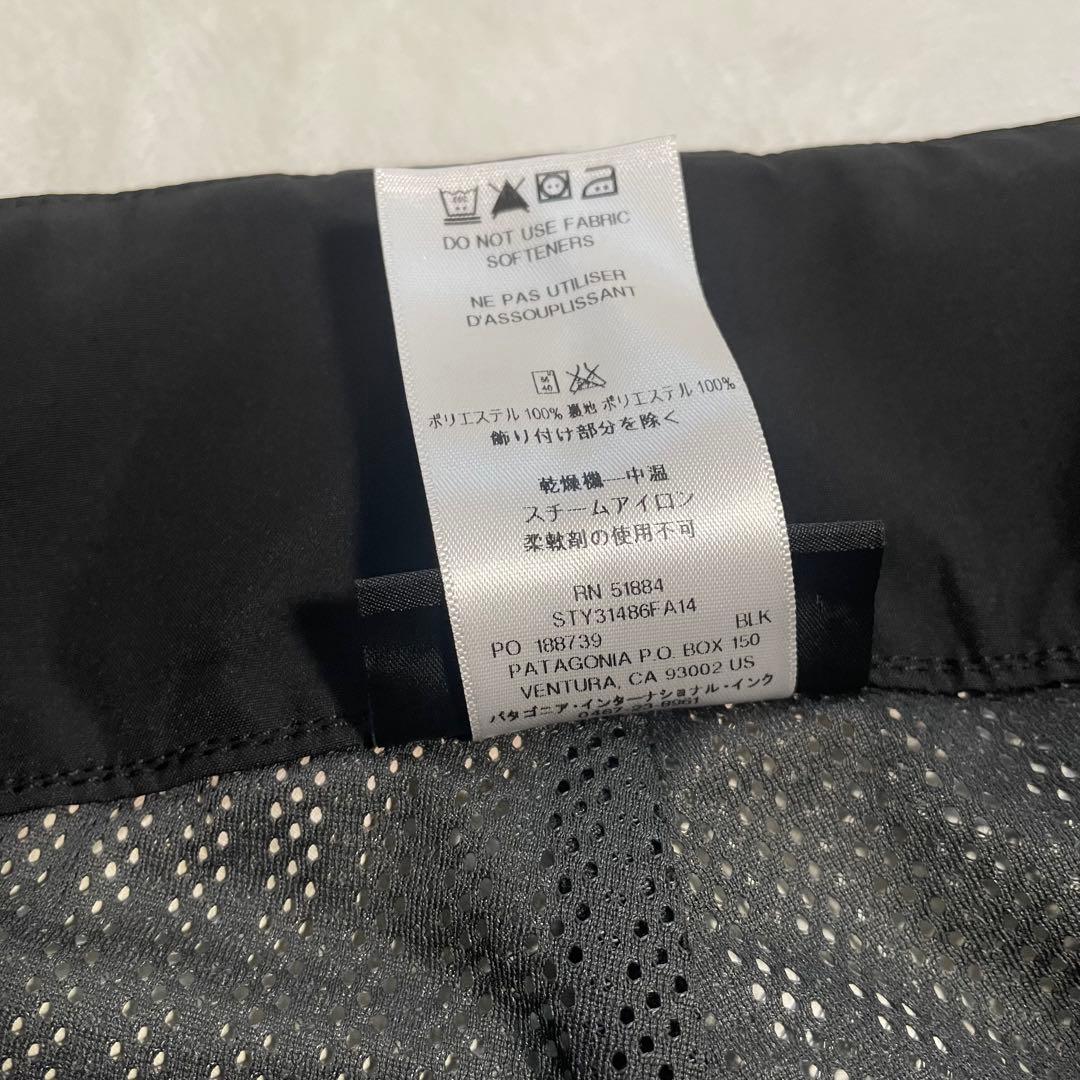 DO NOT USE FABRIC
SOFTENERS
NE PAS UTILISER
D'ASSOUPLISSANT
ポリエステル 100% 裏地 ポリエステル 100%
飾り付け部分を除く
乾燥機—中温
スチームアイロン
柔軟剤の使用不可
RN 51884
STY31486FA14
PO 188739 BLK
PATAGONIA P.O. BOX 150
VENTURA, CA 93002 US
パタゴニア・インターナショナル・インク
0467-23-8961